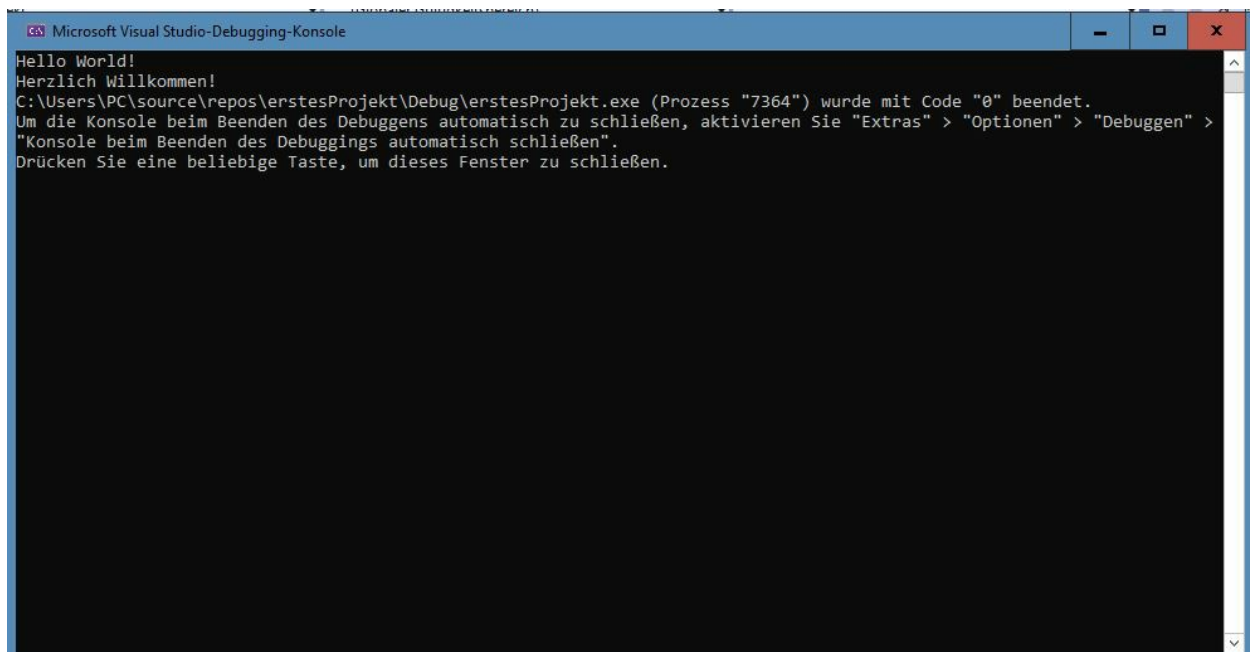 Microsoft Visual Studio-Debugging-Konsole
Hello World!
Herzlich Willkommen!
C:\Users\PC\source\repos\erstesProjekt\Debug\erstesProjekt.exe (Prozess "7364") wurde mit Code "0" beendet.
Um die Konsole beim Beenden des Debuggens automatisch zu schließen, aktivieren Sie "Extras" > "Optionen" > "Debuggen" >
"Konsole beim Beenden des Debuggings automatisch schließen".
Drücken Sie eine beliebige Taste, um dieses Fenster zu schließen.